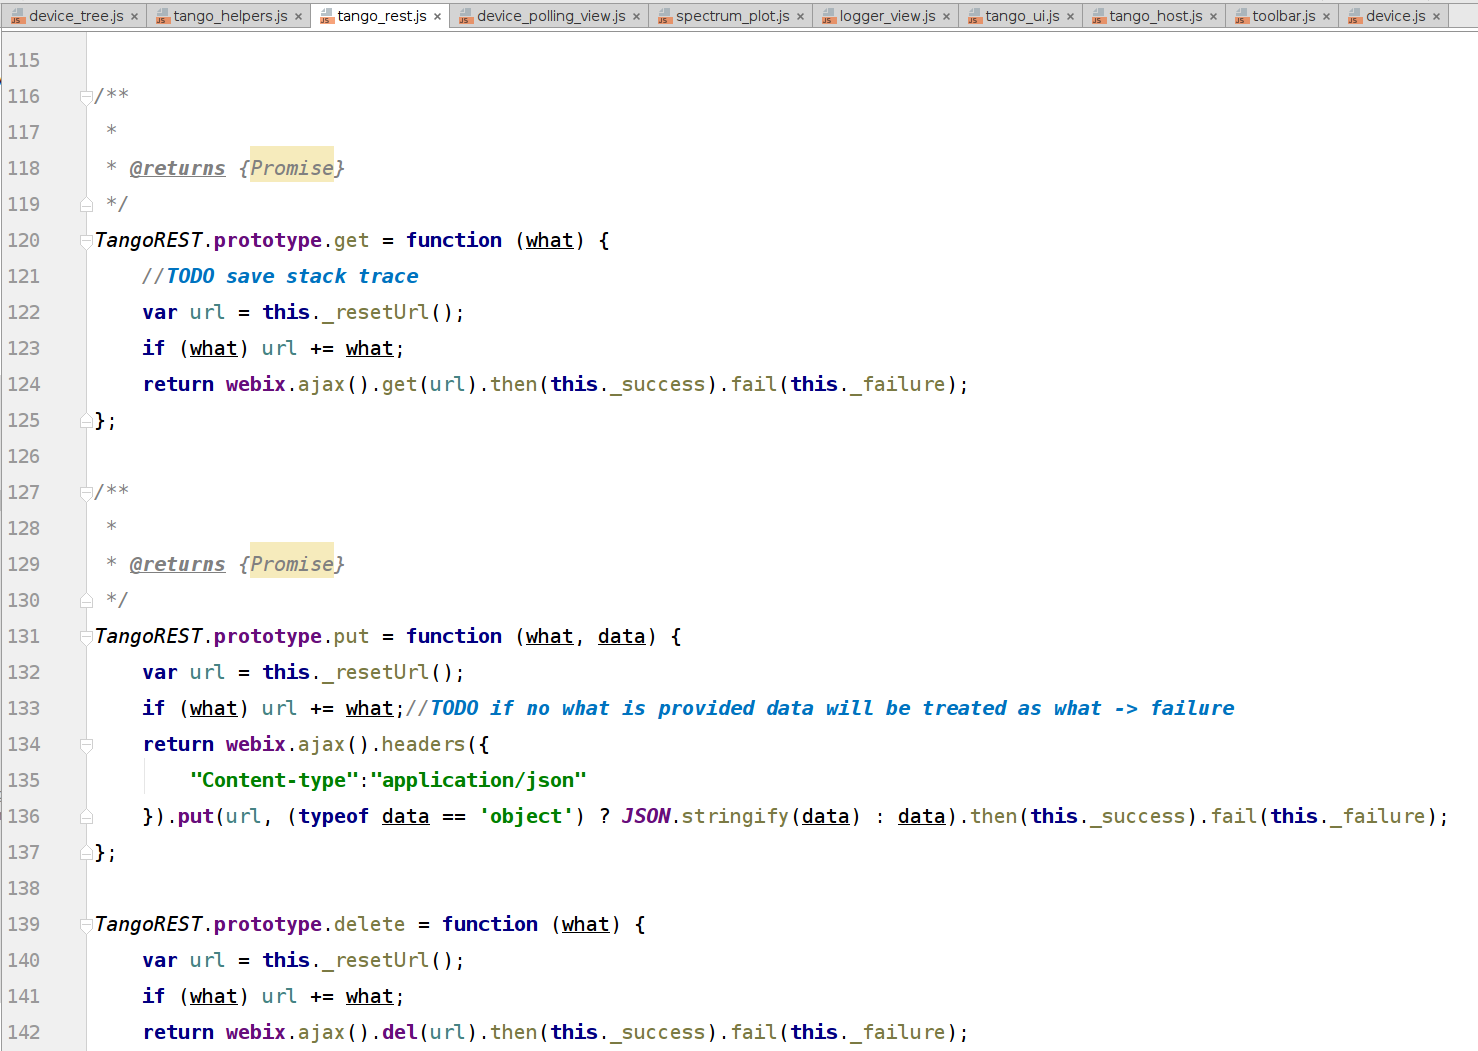 device_tree.js × tango_helpers.js × tango_rest.js × device_polling_view.js × spectrum_plot.js × logger_view.js × tango_ui.js × tango_host.js × toolbar.js × device.js ×
115
116 /**
117  *
118  * @returns {Promise}
119  */
120 TangoREST.prototype.get = function (what) {
121     //TODO save stack trace
122     var url = this._resetUrl();
123     if (what) url += what;
124     return webix.ajax().get(url).then(this._success).fail(this._failure);
125 };
126
127 /**
128  *
129  * @returns {Promise}
130  */
131 TangoREST.prototype.put = function (what, data) {
132     var url = this._resetUrl();
133     if (what) url += what;//TODO if no what is provided data will be treated as what -> failure
134     return webix.ajax().headers({
135         "Content-type":"application/json"
136     }).put(url, (typeof data == 'object') ? JSON.stringify(data) : data).then(this._success).fail(this._failure);
137 };
138
139 TangoREST.prototype.delete = function (what) {
140     var url = this._resetUrl();
141     if (what) url += what;
142     return webix.ajax().del(url).then(this._success).fail(this._failure);